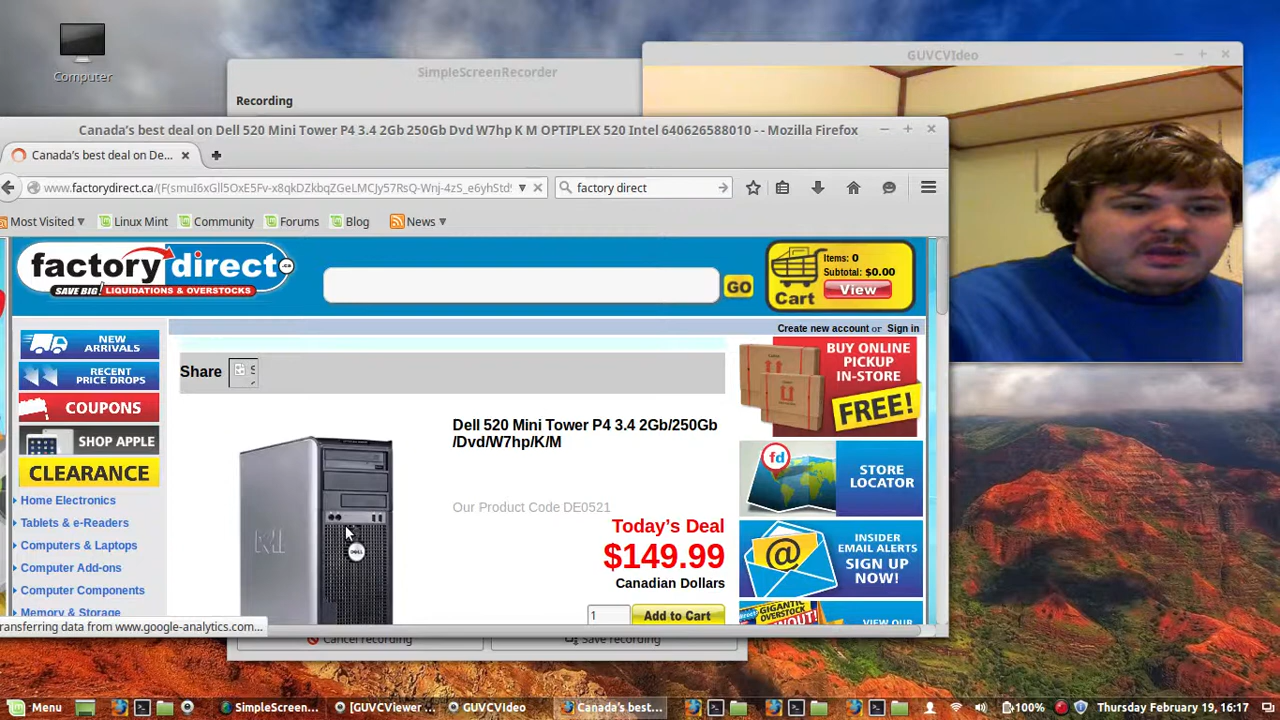 Computer
SimpleScreenRecorder
GUVCVIdeo
Recording
Canada's best deal on Dell 520 Mini Tower P4 3.4 2Gb 250Gb Dvd W7hp K M OPTIPLEX 520 Intel 640626588010 - - Mozilla Firefox
Canada's best deal on De...
factory direct
Most Visited
Linux Mint
Community
Forums
Blog
News
factory direct .ca
SAVE BIG! LIQUIDATIONS & OVERSTOCKS
GO
Cart
Items: 0
Subtotal: $0.00
View
Create new account or Sign in
NEW ARRIVALS
RECENT PRICE DROPS
COUPONS
SHOP APPLE
CLEARANCE
Home Electronics
Tablets & e-Readers
Computers & Laptops
Computer Add-ons
Computer Components
Memory & Storage
Share
Dell 520 Mini Tower P4 3.4 2Gb/250Gb
/Dvd/W7hp/K/M
Our Product Code DE0521
Today's Deal
$149.99
Canadian Dollars
1
Add to Cart
DELL
BUY ONLINE
PICKUP
IN-STORE
FREE!
fd
STORE
LOCATOR
INSIDER
EMAIL ALERTS
SIGN UP
NOW!
GIGANTIC
OVERSTOCK
VIEW OUR
transferring data from www.google-analytics.com...
Cancel recording
Save recording
Menu
SimpleScreen...
[GUVCViewer ...
GUVCVIdeo
Canada's best...
100%
Thursday February 19, 16:17